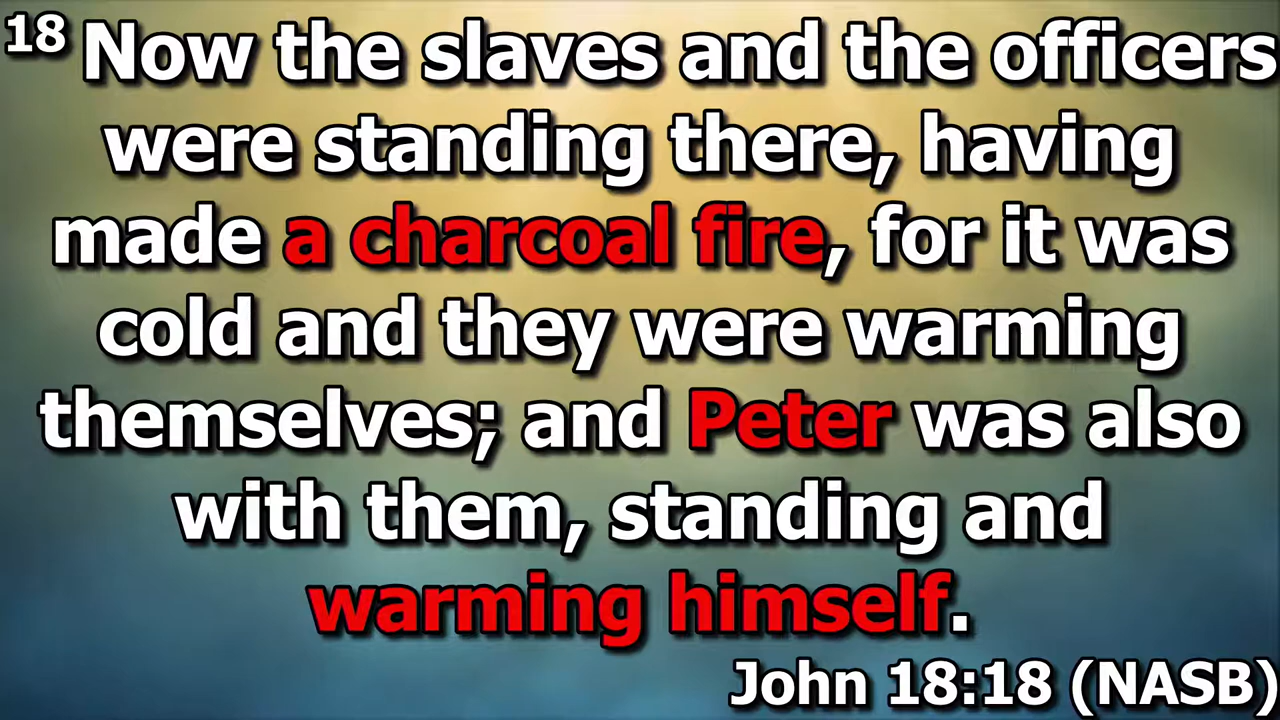 18 Now the slaves and the officers
were standing there, having
made a charcoal fire, for it was
cold and they were warming
themselves; and Peter was also
with them, standing and
warming himself.
John 18:18 (NASB)